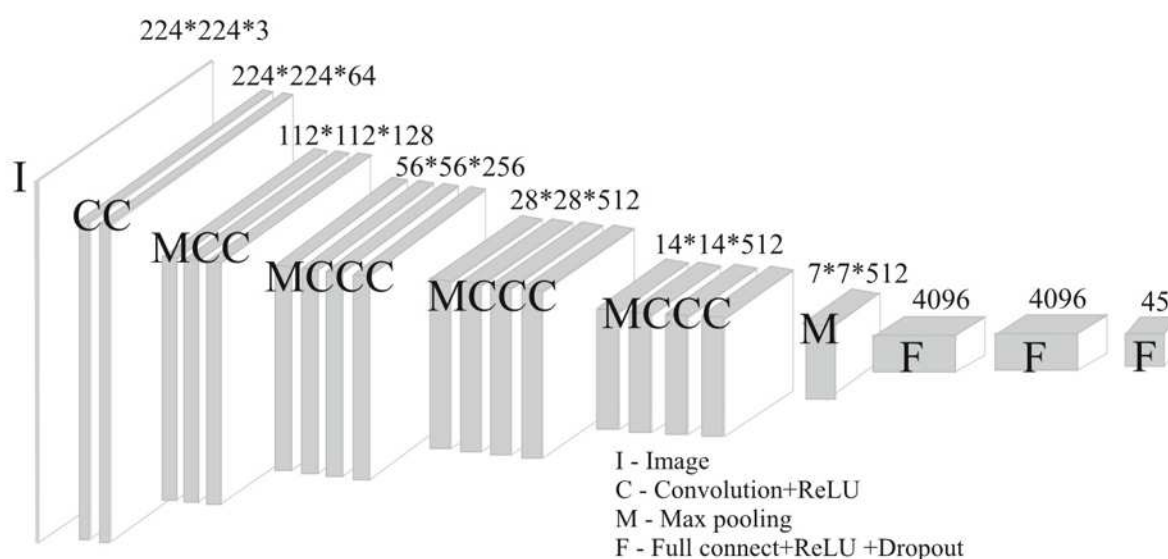 224*224*3
224*224*64
112*112*128
56*56*256
28*28*512
14*14*512
7*7*512
4096
4096
45
I
CC
MCC
MCCC
MCCC
MCCC
M
F
F
F
I - Image
C - Convolution+ReLU
M - Max pooling
F - Full connect+ReLU +Dropout